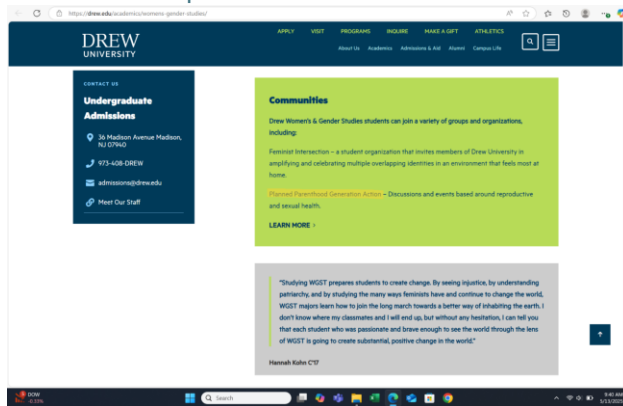 https://drew.edu/academics/womens-gender-studies/
DREW
UNIVERSITY
APPLY VISIT PROGRAMS INQUIRE MAKE A GIFT ATHLETICS
About Us Academics Admissions & Aid Alumni Campus Life
CONTACT US
Undergraduate
Admissions
36 Madison Avenue Madison,
NJ 07940
973-408-DREW
admissions@drew.edu
Meet Our Staff
Communities
Drew Women's & Gender Studies students can join a variety of groups and organizations,
including:
Feminist Intersection – a student organization that invites members of Drew University in
amplifying and celebrating multiple overlapping identities in an environment that feels most at
home.
Planned Parenthood Generation Action – Discussions and events based around reproductive
and sexual health.
LEARN MORE
"Studying WGST prepares students to create change. By seeing injustice, by understanding
patriarchy, and by studying the many ways feminists have and continue to change the world,
WGST majors learn how to join the long march towards a better way of inhabiting the earth. I
don't know where my classmates and I will end up, but without any hesitation, I can tell you
that each student who was passionate and brave enough to see the world through the lens
of WGST is going to create substantial, positive change in the world."
Hannah Kohn C'17
DOW
Search
9:40 AM
5/13/2025